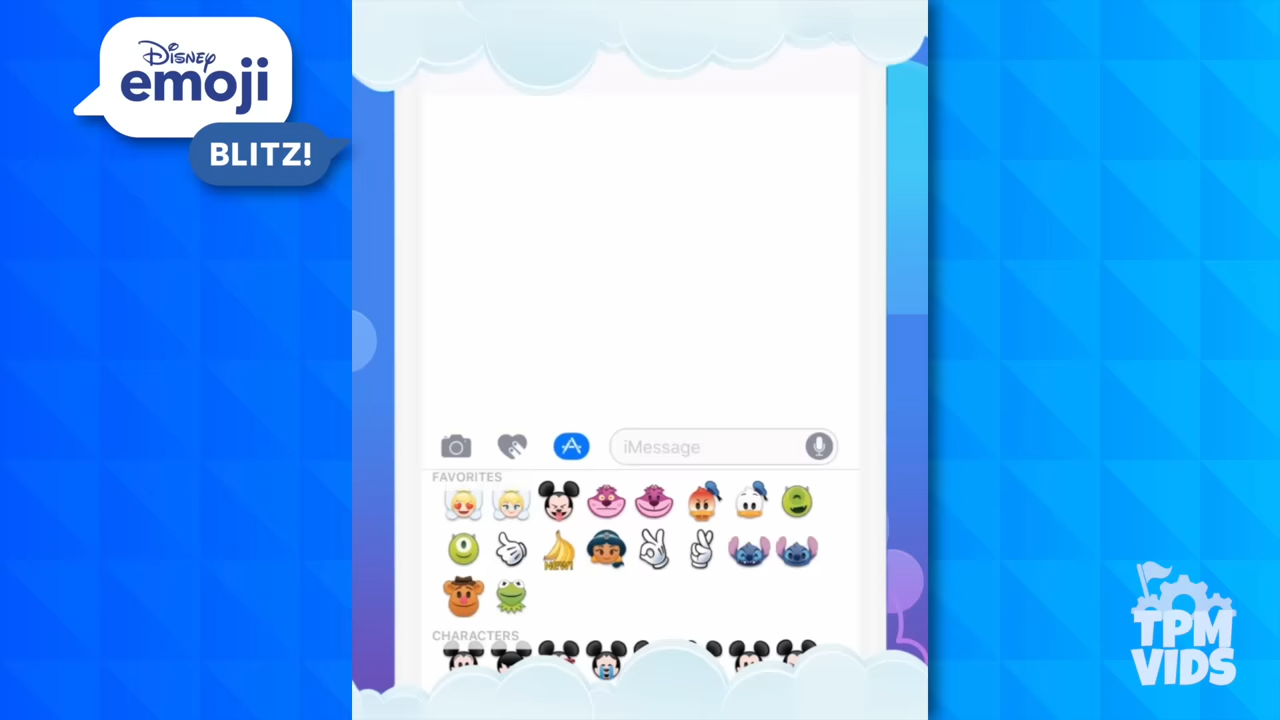 Disney
emoji
BLITZ!
iMessage
FAVORITES
NEW!
CHARACTERS
TPM
VIDS